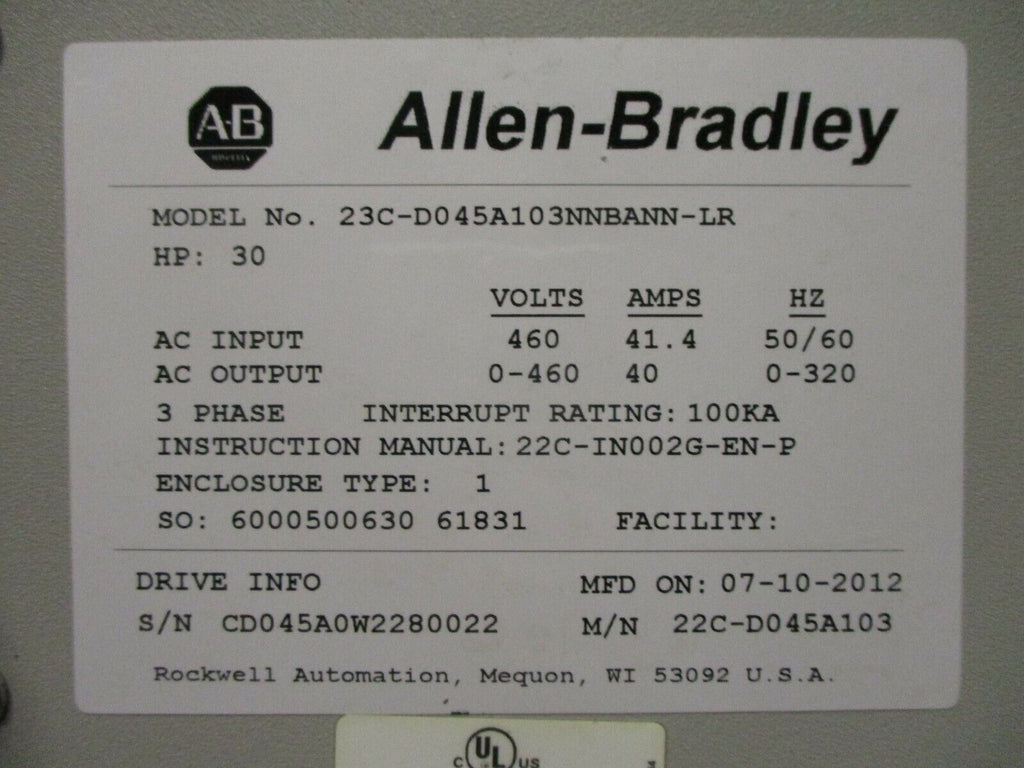 A-B
Allen-Bradley
MODEL No. 23C-D045A103NNBANN-LR
HP: 30
VOLTS AMPS HZ
AC INPUT 460 41.4 50/60
AC OUTPUT 0-460 40 0-320
3 PHASE INTERRUPT RATING: 100KA
INSTRUCTION MANUAL: 22C-IN002G-EN-P
ENCLOSURE TYPE: 1
SO: 6000500630 61831 FACILITY:
DRIVE INFO MFD ON: 07-10-2012
S/N CD045A0W2280022 M/N 22C-D045A103
Rockwell Automation, Mequon, WI 53092 U.S.A.
C UL US